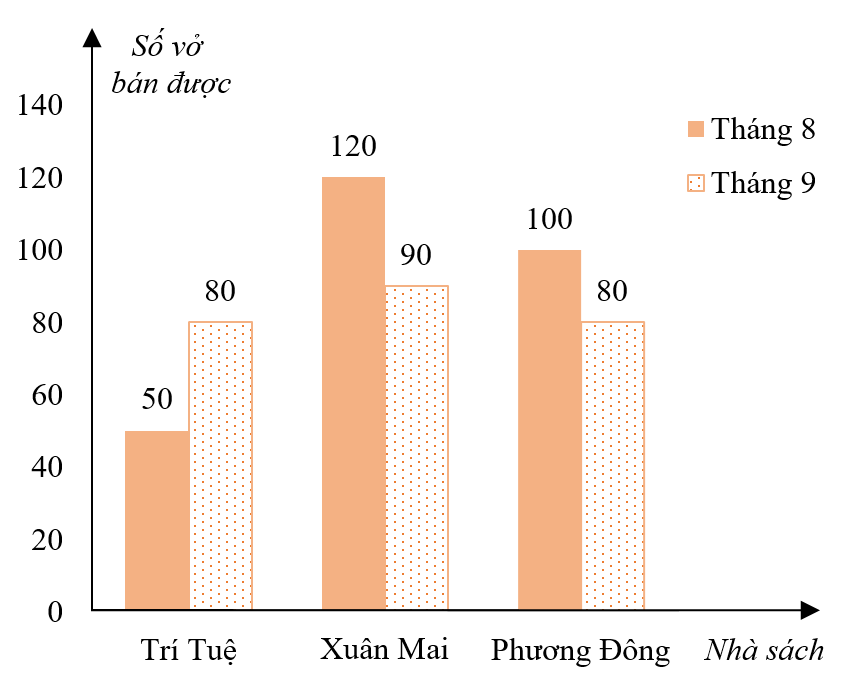 Số vở
bán được
140
120
100
80
60
40
20
0
Tháng 8
Tháng 9
50
80
120
90
100
80
Trí Tuệ
Xuân Mai
Phương Đông
Nhà sách